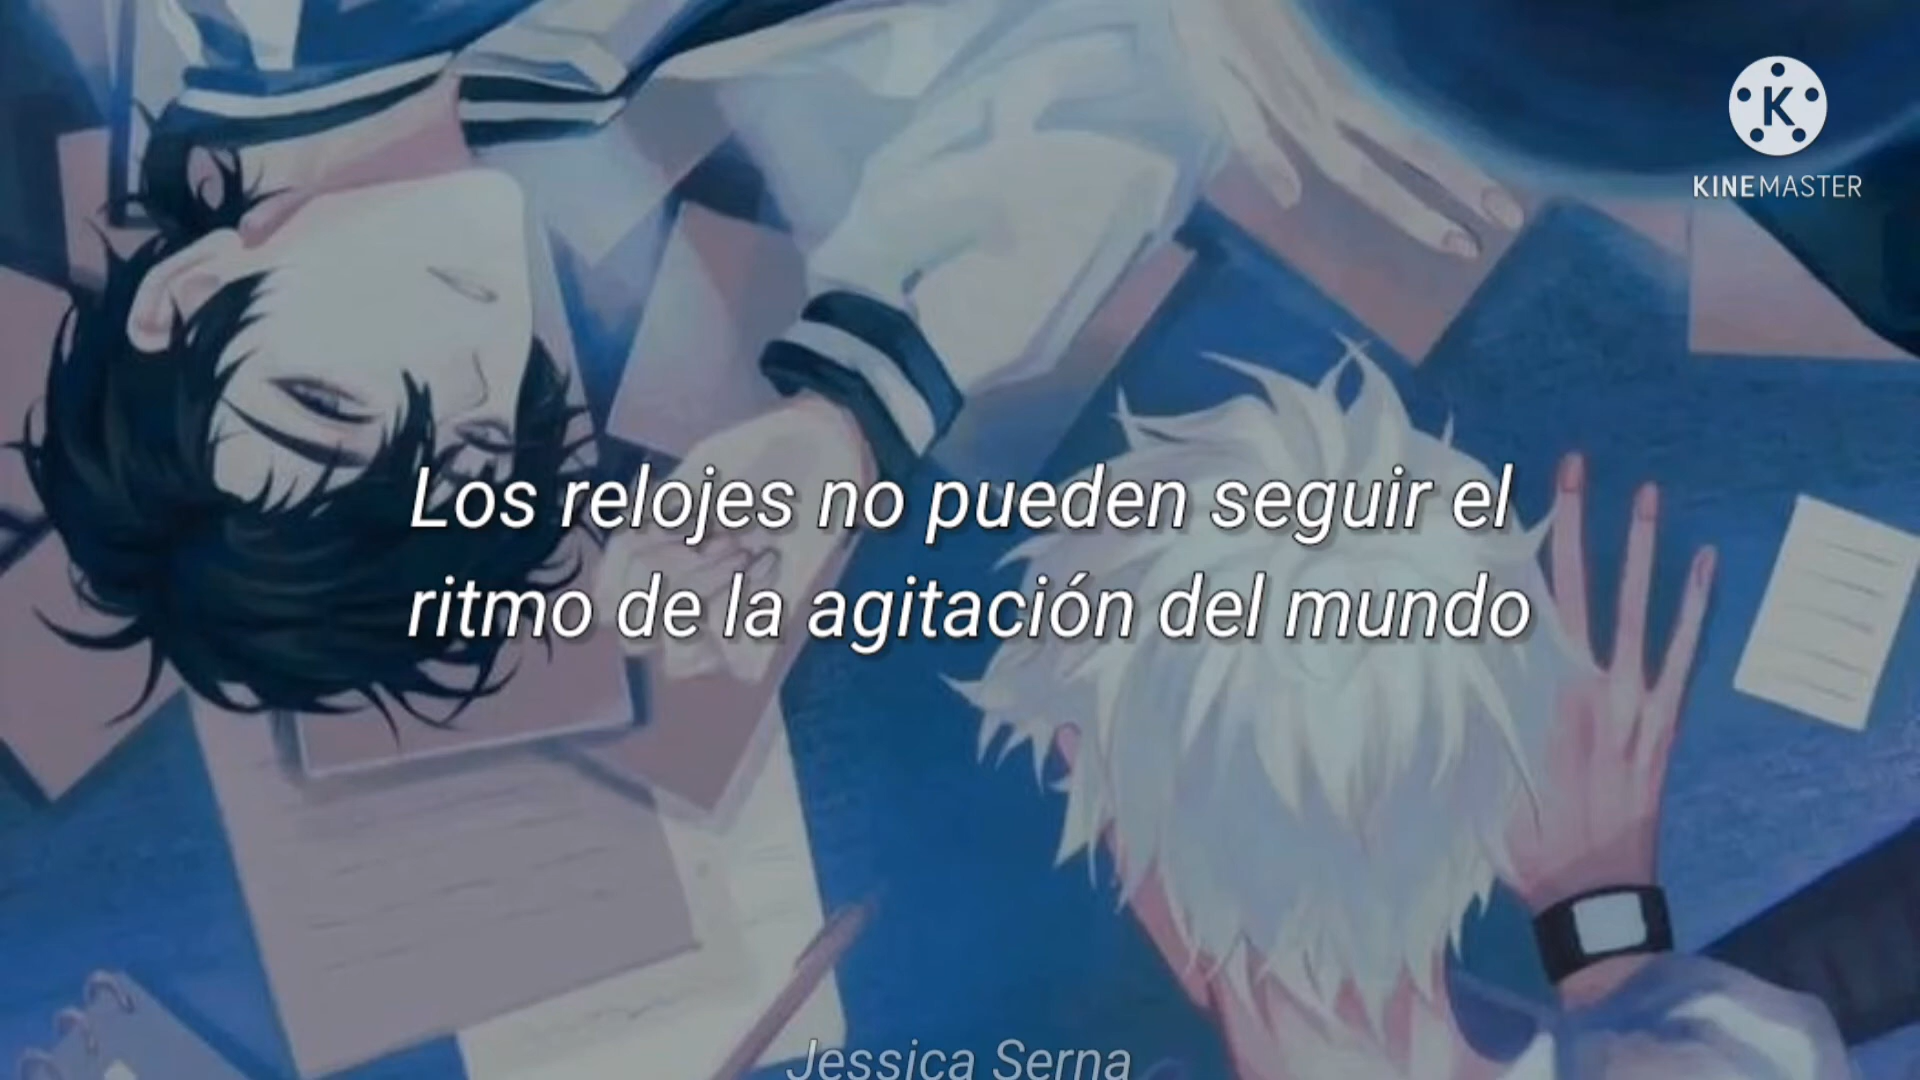 K
KINEMASTER
Los relojes no pueden seguir el
ritmo de la agitación del mundo
Jessica Serna